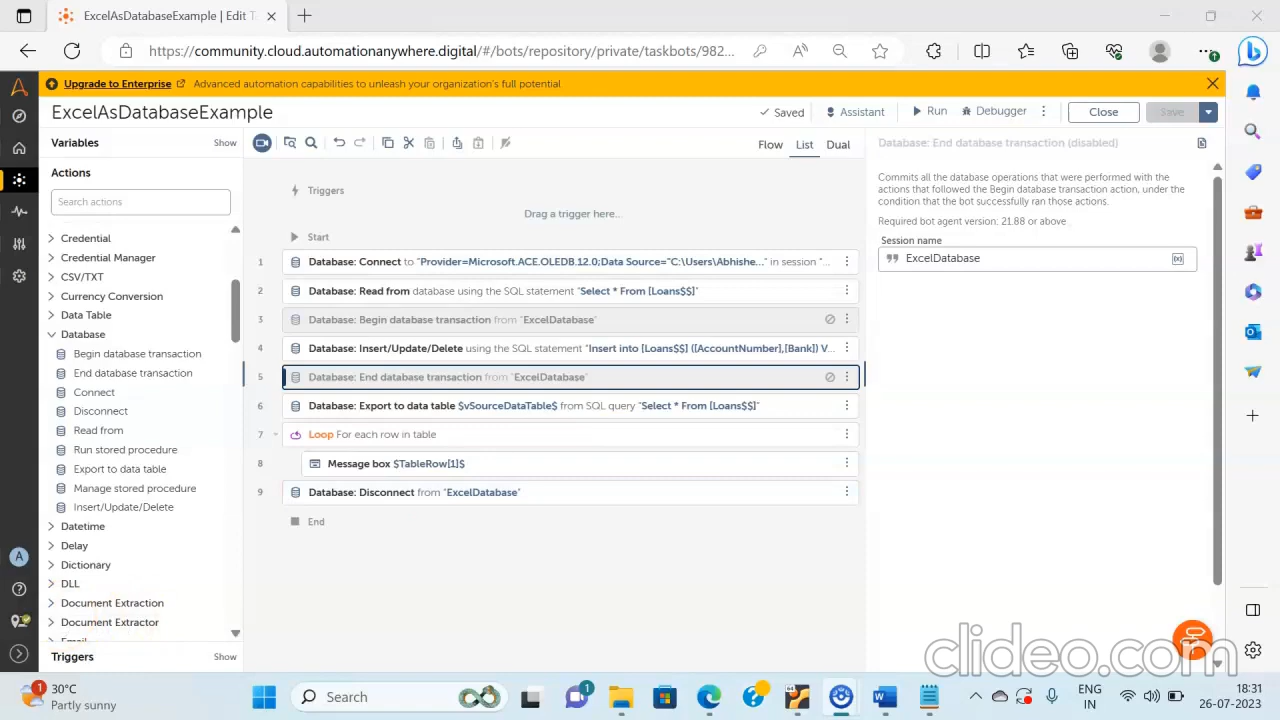 ExcelAsDatabaseExample | Edit T
https://community.cloud.automationanywhere.digital/#/bots/repository/private/taskbots/982...
Upgrade to Enterprise Advanced automation capabilities to unleash your organization's full potential
ExcelAsDatabaseExample
Saved Assistant Run Debugger Close Save
Variables Show
Flow List Dual
Actions
Search actions
Credential
Credential Manager
CSV/TXT
Currency Conversion
Data Table
Database
Begin database transaction
End database transaction
Connect
Disconnect
Read from
Run stored procedure
Export to data table
Manage stored procedure
Insert/Update/Delete
Datetime
Delay
Dictionary
DLL
Document Extraction
Document Extractor
Email
Triggers Show
Triggers
Drag a trigger here...
Start
1 Database: Connect to "Provider=Microsoft.ACE.OLEDB.12.0;Data Source="C:\Users\Abhishe..." in session "...
2 Database: Read from database using the SQL statement "Select * From [Loans$$]"
3 Database: Begin database transaction from "ExcelDatabase"
4 Database: Insert/Update/Delete using the SQL statement "Insert into [Loans$$] ([AccountNumber],[Bank]) V...
5 Database: End database transaction from "ExcelDatabase"
6 Database: Export to data table $vSourceDataTable$ from SQL query "Select * From [Loans$$]"
7 Loop For each row in table
8 Message box $TableRow[1]$
9 Database: Disconnect from "ExcelDatabase"
End
Database: End database transaction (disabled)
Commits all the database operations that were performed with the
actions that followed the Begin database transaction action, under the
condition that the bot successfully ran those actions.
Required bot agent version: 21.88 or above
Session name
ExcelDatabase
(x)
A
clideo.com
1
30°C
Partly sunny
Search
1
64
ENG
IN
18:31
26-07-2023